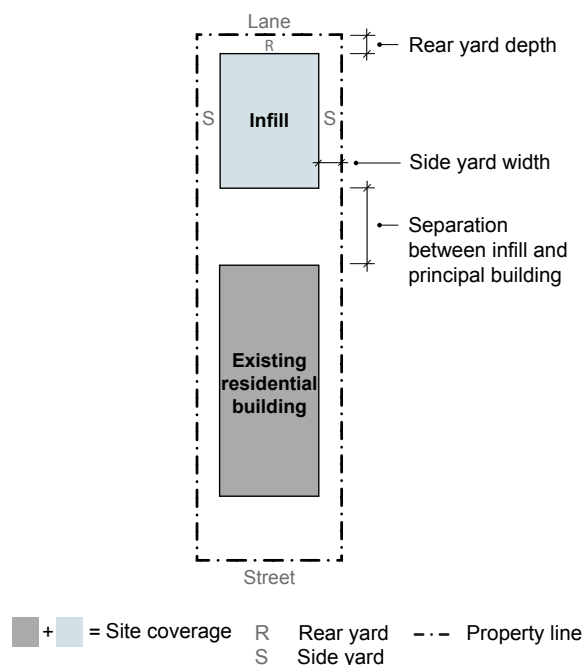 Lane
R
Rear yard depth
S
Infill
S
Side yard width
Separation
between infill and
principal building
Existing
residential
building
Street
+ = Site coverage
R Rear yard
Property line
S Side yard